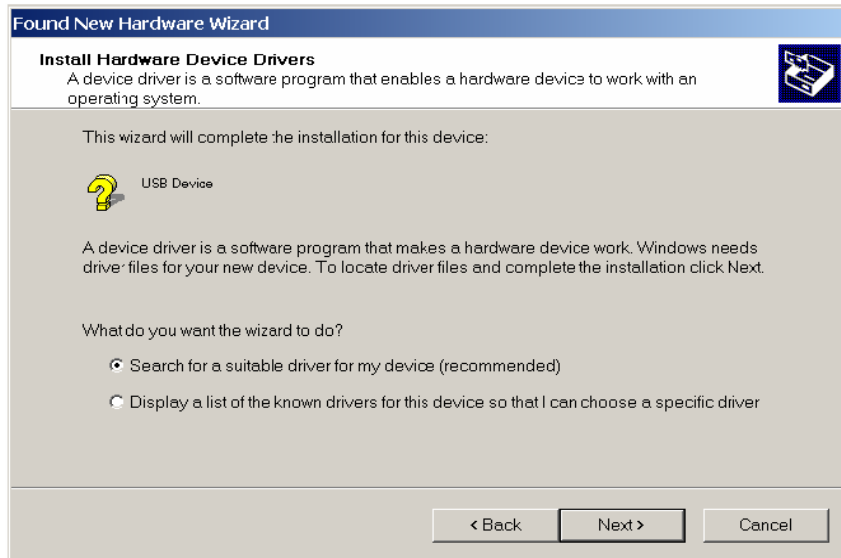 Found New Hardware Wizard
Install Hardware Device Drivers
A device driver is a software program that enables a hardware device to work with an
operating system.
This wizard will complete the installation for this device:
USB Device
A device driver is a software program that makes a hardware device work. Windows needs
driver files for your new device. To locate driver files and complete the installation click Next.
What do you want the wizard to do?
Search for a suitable driver for my device (recommended)
Display a list of the known drivers for this device so that I can choose a specific driver
< Back Next > Cancel